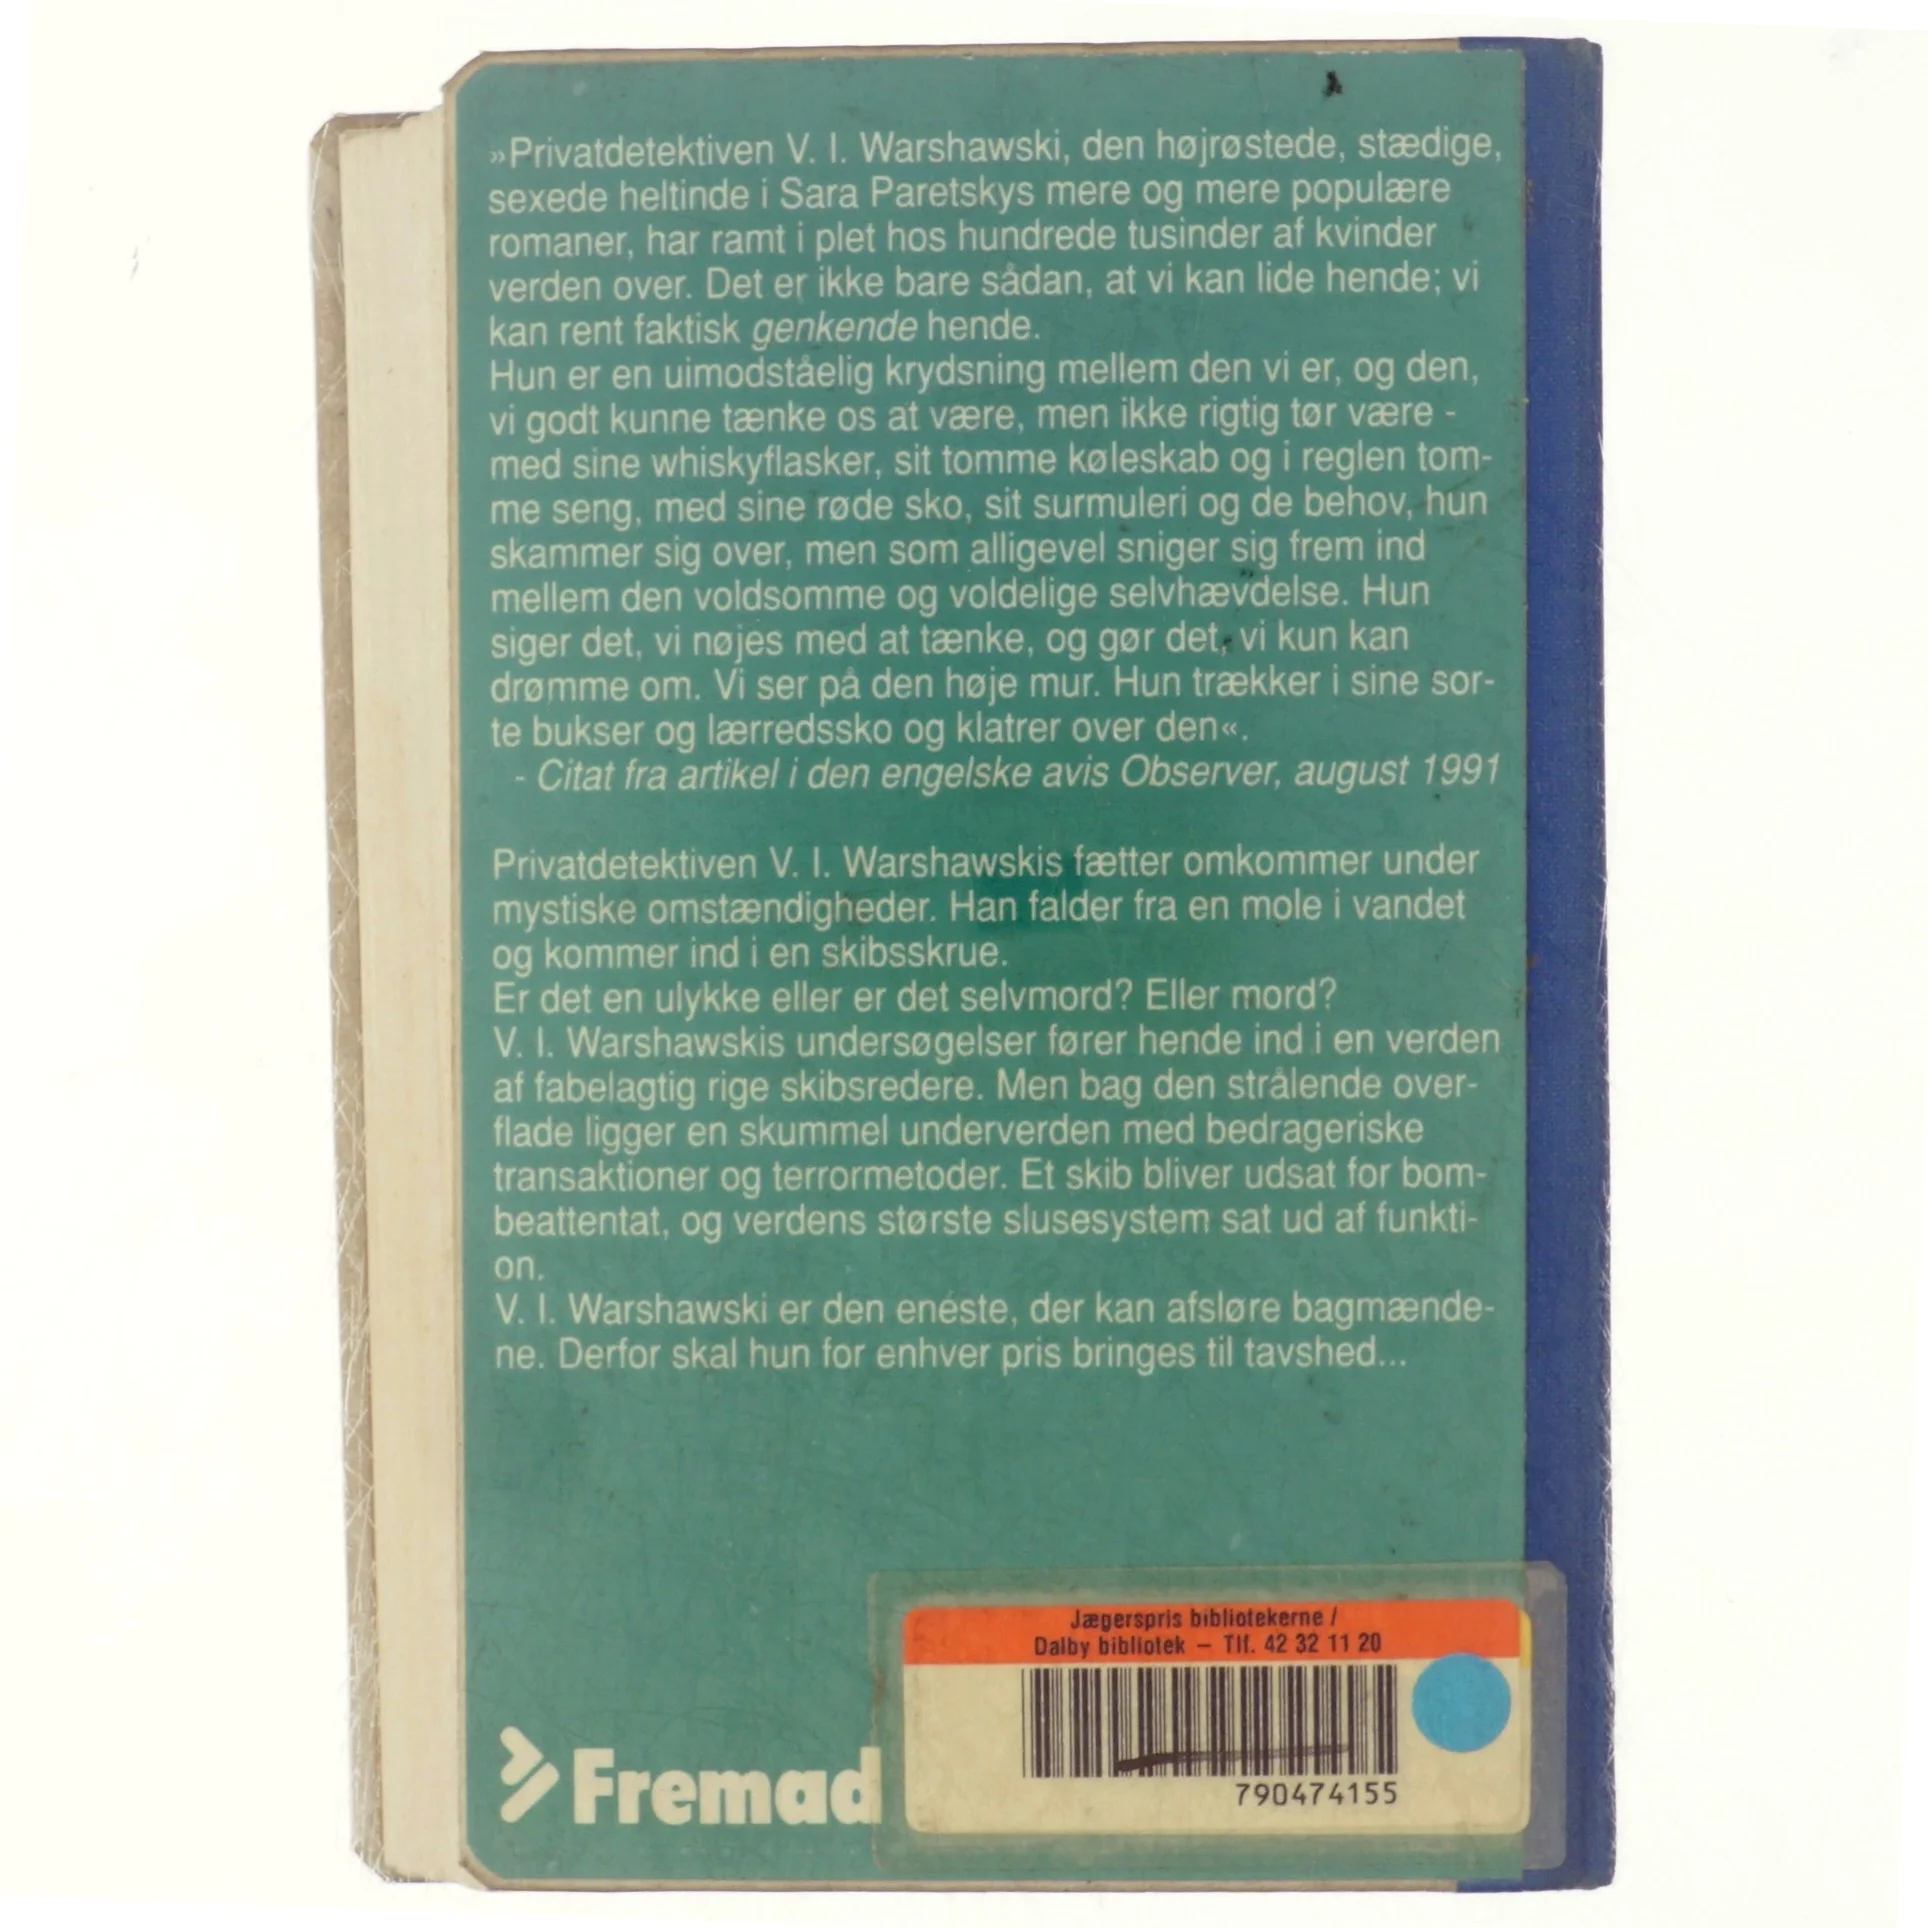 »Privatdetektiven V. I. Warshawski, den højrøstede, stædige,
sexede heltinde i Sara Paretskys mere og mere populære
romaner, har ramt i plet hos hundrede tusinder af kvinder
verden over. Det er ikke bare sådan, at vi kan lide hende; vi
kan rent faktisk genkende hende.
Hun er en uimodståelig krydsning mellem den vi er, og den,
vi godt kunne tænke os at være, men ikke rigtig tør være -
med sine whiskyflasker, sit tomme køleskab og i reglen tom-
me seng, med sine røde sko, sit surmuleri og de behov, hun
skammer sig over, men som alligevel sniger sig frem ind
mellem den voldsomme og voldelige selvhævdelse. Hun
siger det, vi nøjes med at tænke, og gør det, vi kun kan
drømme om. Vi ser på den høje mur. Hun trækker i sine sor-
te bukser og lærredssko og klatrer over den«.
- Citat fra artikel i den engelske avis Observer, august 1991
Privatdetektiven V. I. Warshawskis fætter omkommer under
mystiske omstændigheder. Han falder fra en mole i vandet
og kommer ind i en skibsskrue.
Er det en ulykke eller er det selvmord? Eller mord?
V. I. Warshawskis undersøgelser fører hende ind i en verden
af fabelagtig rige skibsredere. Men bag den strålende over-
flade ligger en skummel underverden med bedrageriske
transaktioner og terrormetoder. Et skib bliver udsat for bom-
beattentat, og verdens største slusesystem sat ud af funkti-
on.
V. I. Warshawski er den eneste, der kan afsløre bagmænde-
ne. Derfor skal hun for enhver pris bringes til tavshed...
Jægerspris bibliotekerne /
Dalby bibliotek – Tlf. 42 32 11 20
790474155
Fremad